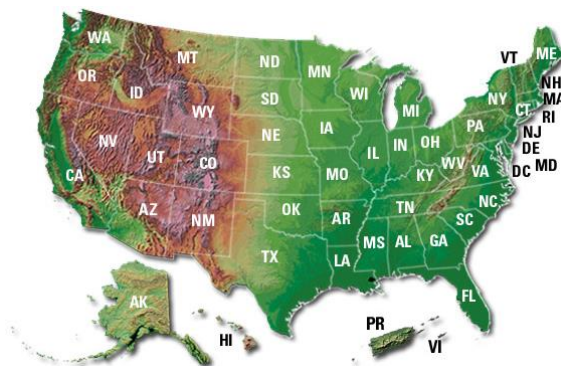 WA
MT
ND
MN
VT
ME
OR
ID
SD
WI
MI
NY
NH
MA
CT
RI
WY
NE
IA
PA
NJ
NV
UT
CO
IL
IN
OH
DE
MD
DC
CA
KS
MO
WV
VA
KY
AZ
NM
OK
AR
TN
NC
SC
TX
LA
MS
AL
GA
FL
AK
HI
PR
VI